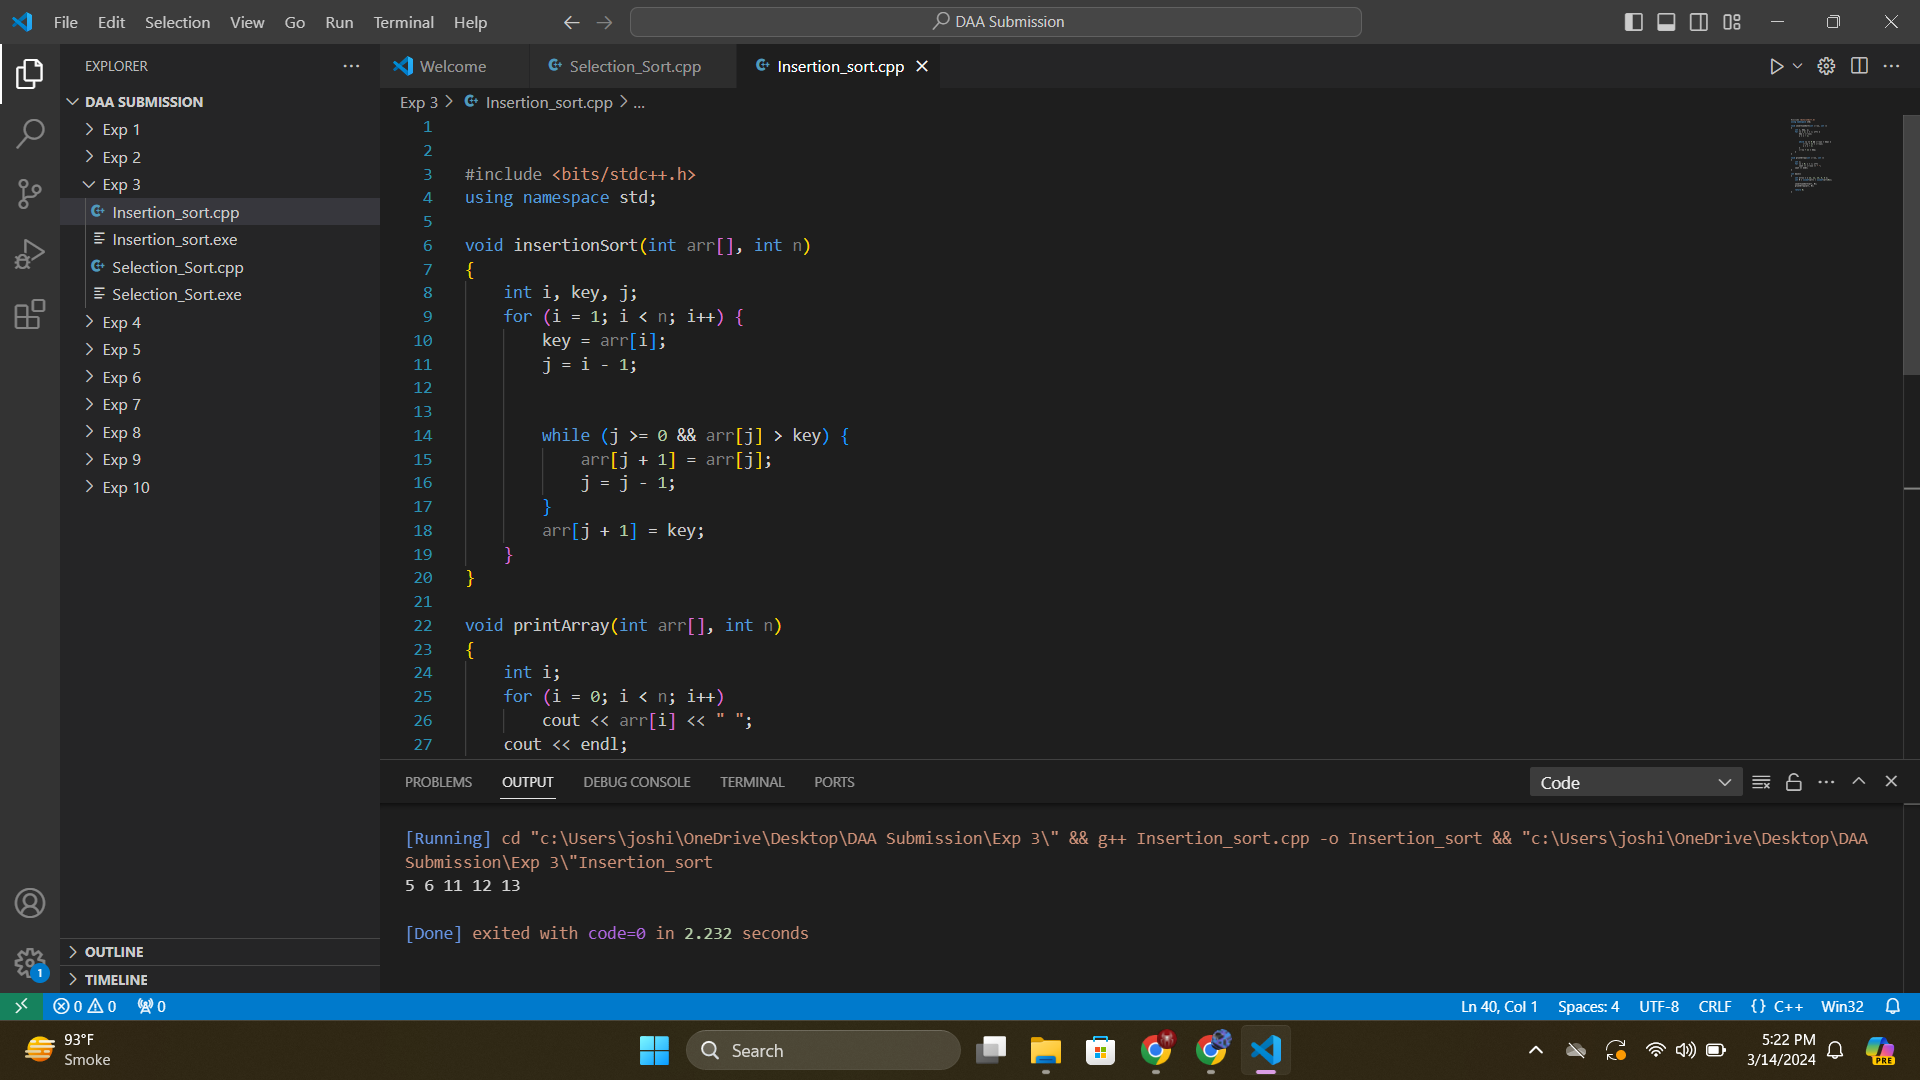 File Edit Selection View Go Run Terminal Help
DAA Submission
EXPLORER
Welcome
Selection_Sort.cpp
Insertion_sort.cpp
DAA SUBMISSION
Exp 1
Exp 2
Exp 3
Insertion_sort.cpp
Insertion_sort.exe
Selection_Sort.cpp
Selection_Sort.exe
Exp 4
Exp 5
Exp 6
Exp 7
Exp 8
Exp 9
Exp 10
OUTLINE
TIMELINE
1
Exp 3 > Insertion_sort.cpp > ...
1
2
3 #include <bits/stdc++.h>
4 using namespace std;
5
6 void insertionSort(int arr[], int n)
7 {
8     int i, key, j;
9     for (i = 1; i < n; i++) {
10         key = arr[i];
11         j = i - 1;
12
13
14         while (j >= 0 && arr[j] > key) {
15             arr[j + 1] = arr[j];
16             j = j - 1;
17         }
18         arr[j + 1] = key;
19     }
20 }
21
22 void printArray(int arr[], int n)
23 {
24     int i;
25     for (i = 0; i < n; i++)
26         cout << arr[i] << " ";
27     cout << endl;
PROBLEMS OUTPUT DEBUG CONSOLE TERMINAL PORTS
Code
[Running] cd "c:\Users\joshi\OneDrive\Desktop\DAA Submission\Exp 3\" && g++ Insertion_sort.cpp -o Insertion_sort && "c:\Users\joshi\OneDrive\Desktop\DAA
Submission\Exp 3\"Insertion_sort
5 6 11 12 13
[Done] exited with code=0 in 2.232 seconds
0 0 0
Ln 40, Col 1 Spaces: 4 UTF-8 CRLF {} C++ Win32
93°F
Smoke
Search
5:22 PM
3/14/2024
PRE